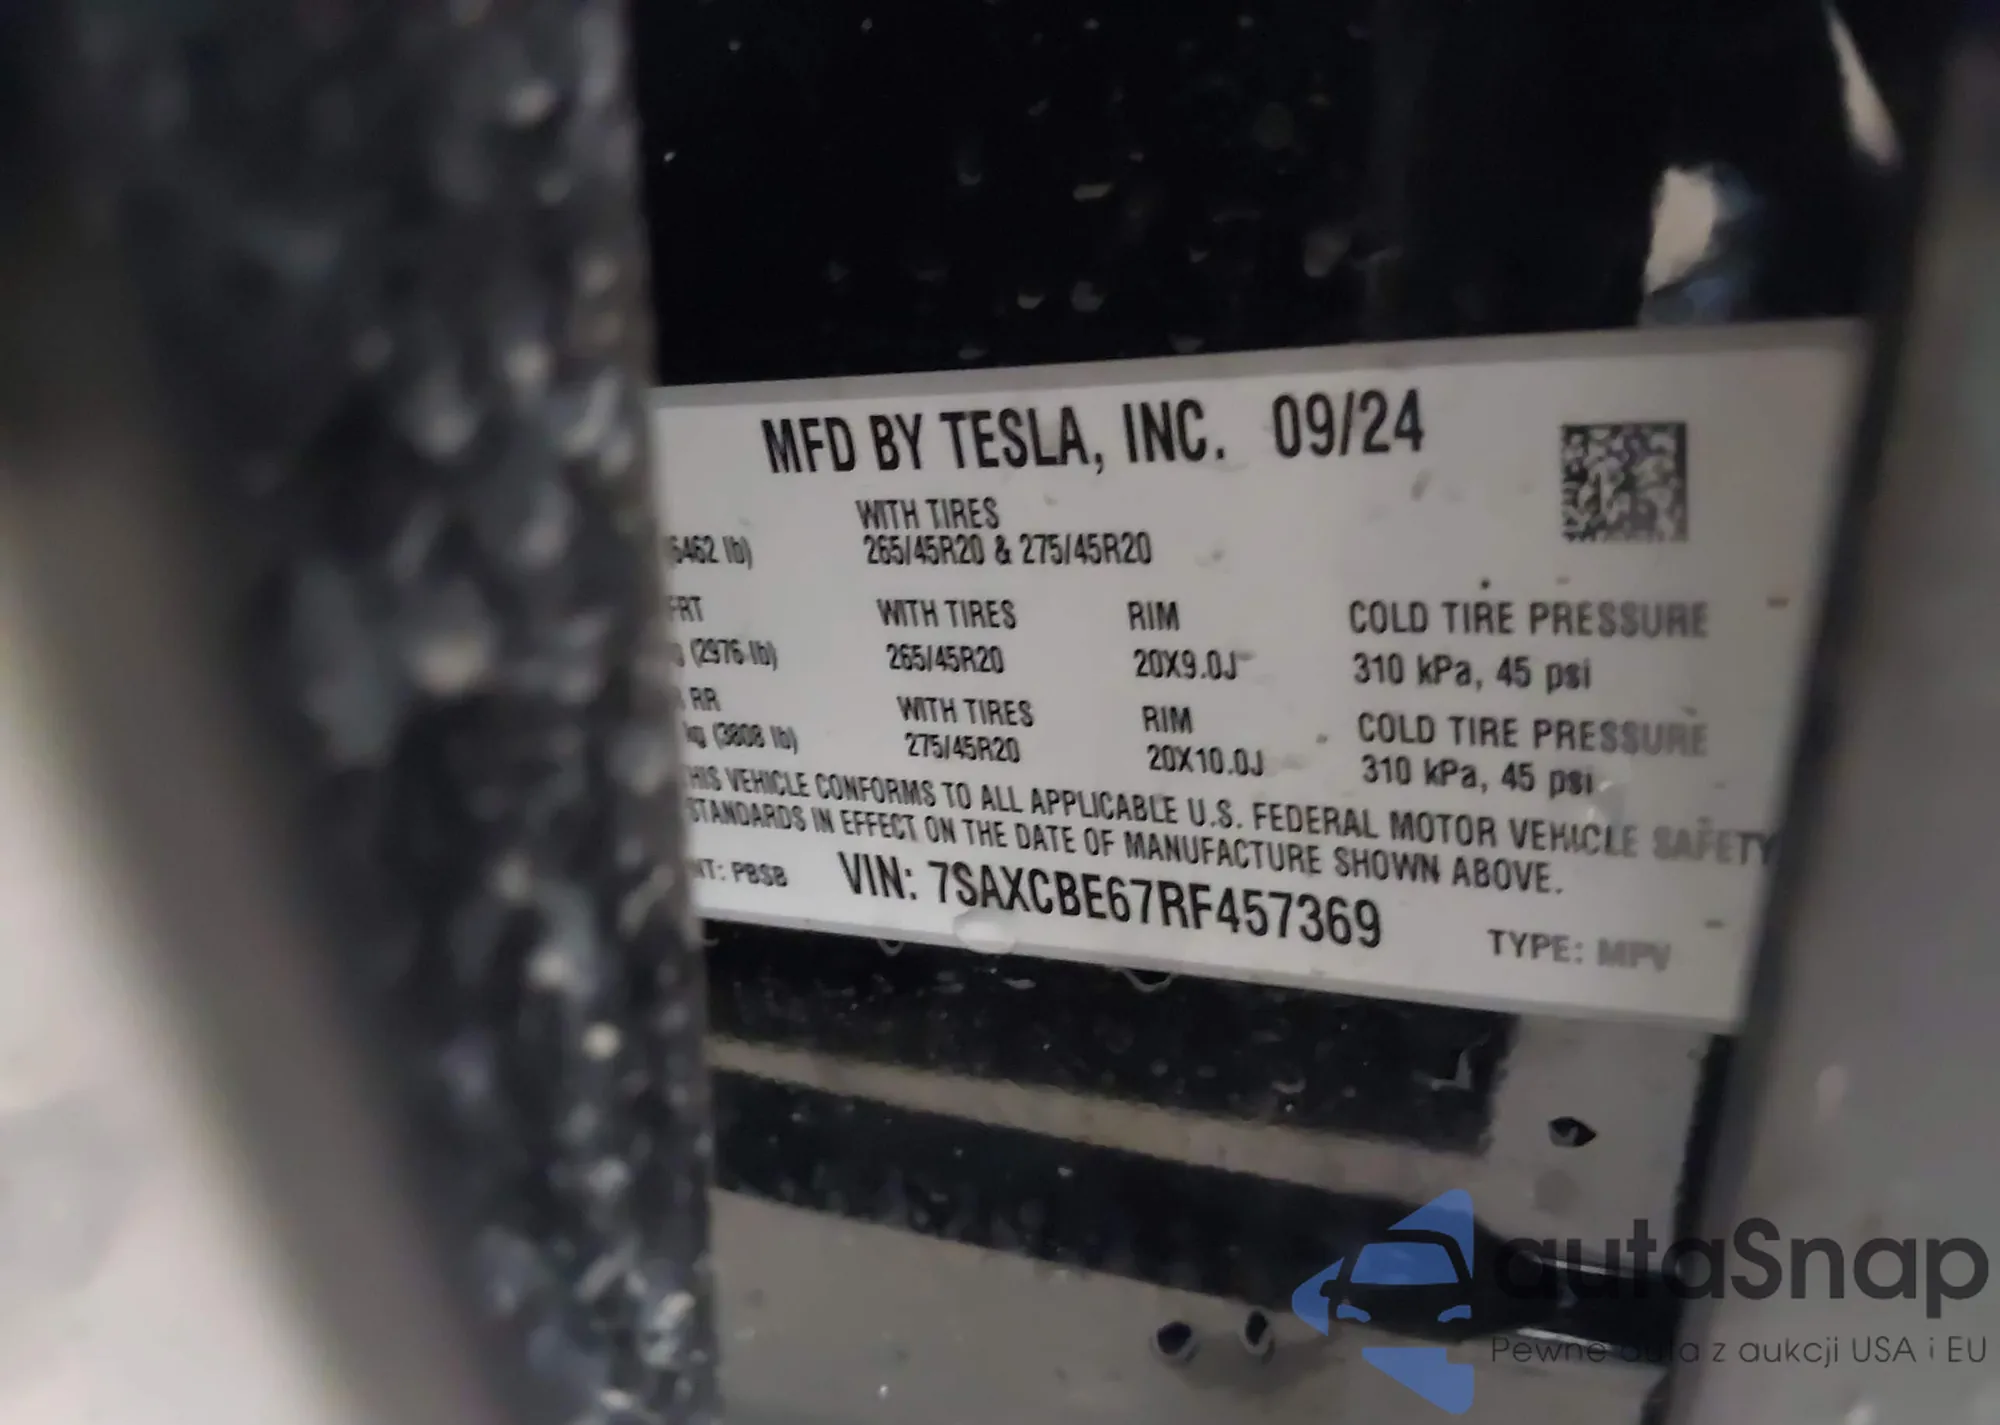 MFD BY TESLA, INC. 09/24
WITH TIRES
6462 lb) 265/45R20 & 275/45R20
FRT WITH TIRES RIM COLD TIRE PRESSURE
(2976 lb) 265/45R20 20X9.0J 310 kPa, 45 psi
RR WITH TIRES RIM COLD TIRE PRESSURE
kg (3808 lb) 275/45R20 20X10.0J 310 kPa, 45 psi
HIS VEHICLE CONFORMS TO ALL APPLICABLE U.S. FEDERAL MOTOR VEHICLE SAFETY
STANDARDS IN EFFECT ON THE DATE OF MANUFACTURE SHOWN ABOVE.
NT: PBSB VIN: 7SAXCBE67RF457369 TYPE: MPV
autaSnap
Pewne auta z aukcji USA i EU